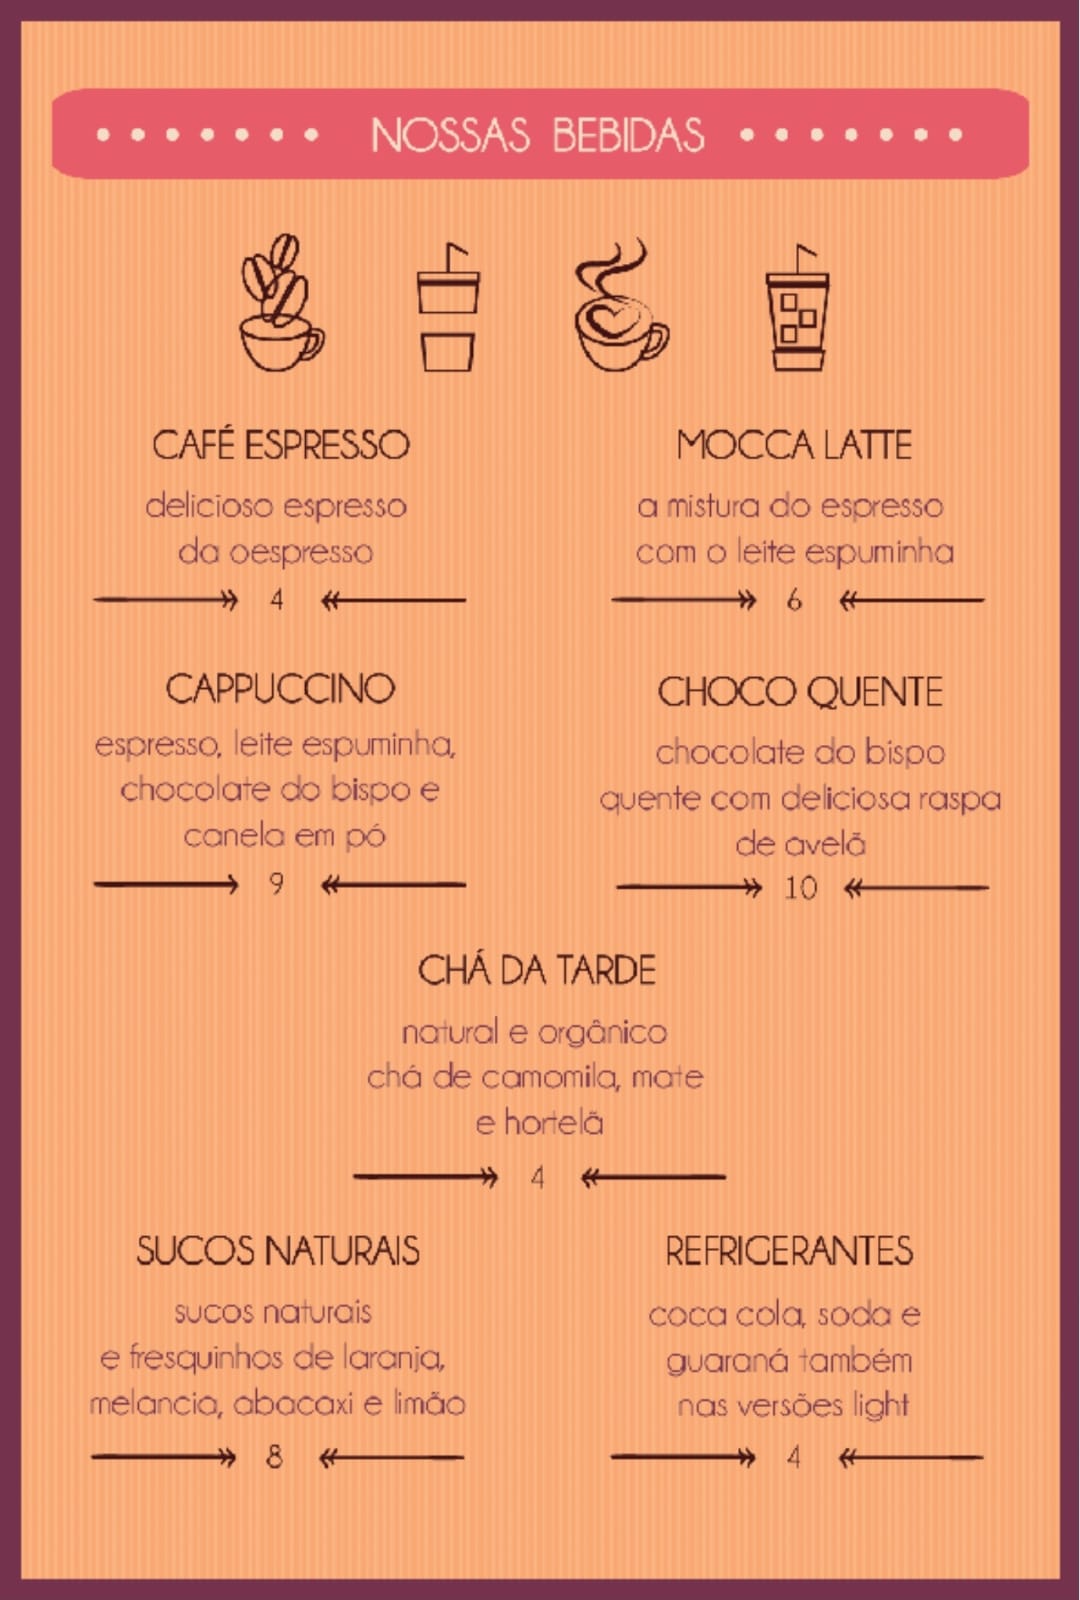 NOSSAS BEBIDAS
CAFÉ ESPRESSO
delicioso espresso
da oespresso
4
MOCCA LATTE
a mistura do espresso
com o leite espuminha
6
CAPPUCCINO
espresso, leite espuminha,
chocolate do bispo e
canela em pó
9
CHOCO QUENTE
chocolate do bispo
quente com deliciosa raspa
de avelã
10
CHÁ DA TARDE
natural e orgânico
chá de camomila, mate
e hortelã
4
SUCOS NATURAIS
sucos naturais
e fresquinhos de laranja,
melancia, abacaxi e limão
8
REFRIGERANTES
coca cola, soda e
guaraná também
nas versões light
4